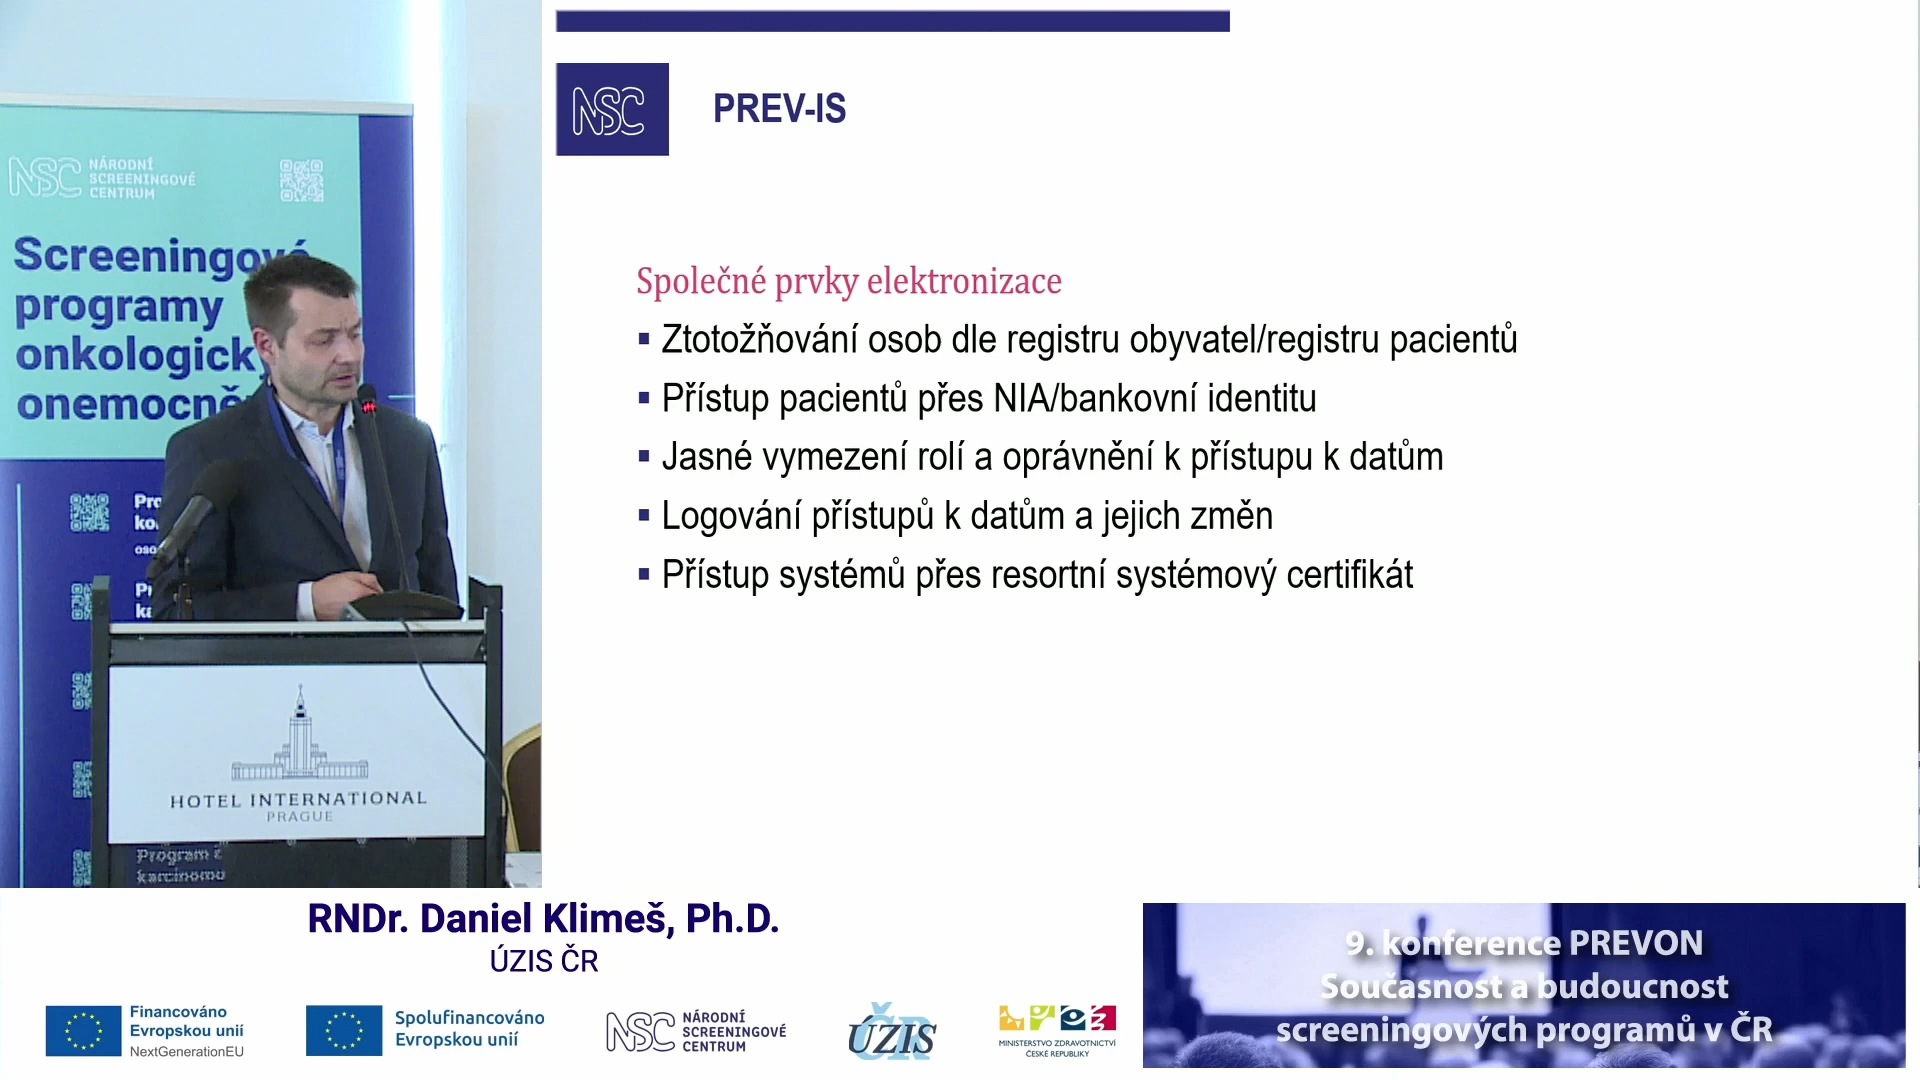 NSC
PREV-IS
Společné prvky elektronizace
Ztotožňování osob dle registru obyvatel/registru pacientů
Přístup pacientů přes NIA/bankovní identitu
Jasné vymezení rolí a oprávnění k přístupu k datům
Logování přístupů k datům a jejich změn
Přístup systémů přes resortní systémový certifikát
NSC NÁRODNÍ
SCREENINGOVÉ
CENTRUM
Screeningové
programy
onkologick
onemocně
HOTEL INTERNATIONAL
PRAGUE
Program
karcinomu
RNDr. Daniel Klimeš, Ph.D.
ÚZIS ČR
Financováno
Evropskou unií
NextGenerationEU
Spolufinancováno
Evropskou unií
NSC NÁRODNÍ
SCREENINGOVÉ
CENTRUM
ÚZIS
ČR
MINISTERSTVO ZDRAVOTNICTVÍ
ČESKÉ REPUBLIKY
9. konference PREVON
Současnost a budoucnost
screeningových programů v ČR